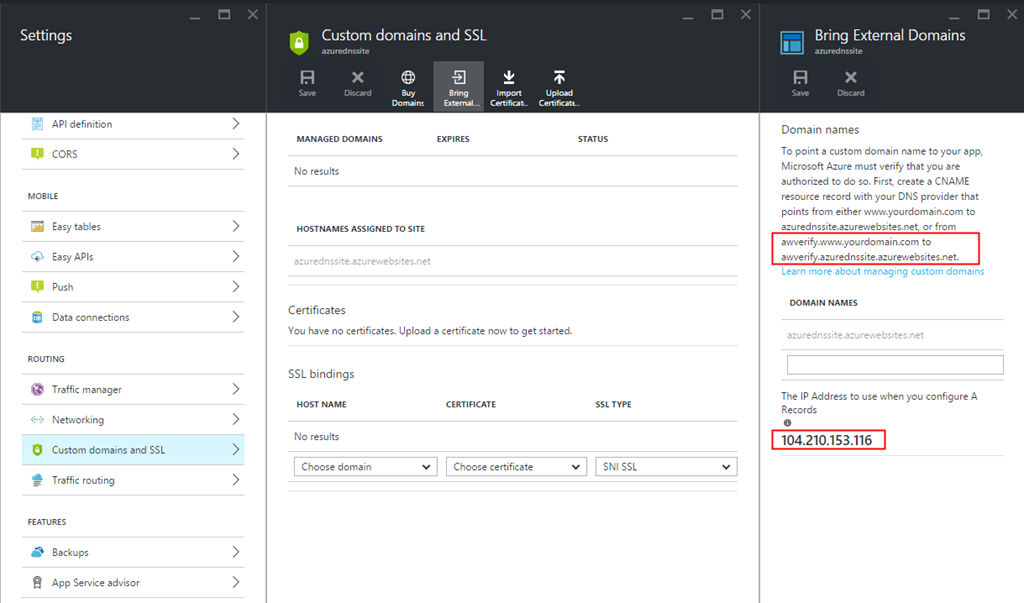 Settings
API definition
CORS
MOBILE
Easy tables
Easy APIs
Push
Data connections
ROUTING
Traffic manager
Networking
Custom domains and SSL
Traffic routing
FEATURES
Backups
App Service advisor
Custom domains and SSL
azurednssite
Save
Discard
Buy
Domains
Bring
External...
Import
Certificat..
Upload
Certificate..
MANAGED DOMAINS EXPIRES STATUS
No results
HOSTNAMES ASSIGNED TO SITE
azurednssite.azurewebsites.net
Certificates
You have no certificates. Upload a certificate now to get started.
SSL bindings
HOST NAME CERTIFICATE SSL TYPE
No results
Choose domain Choose certificate SNI SSL
Bring External Domains
azurednssite
Save
Discard
Domain names
To point a custom domain name to your app,
Microsoft Azure must verify that you are
authorized to do so. First, create a CNAME
resource record with your DNS provider that
points from either www.yourdomain.com to
azurednssite.azurewebsites.net, or from
awverify.www.yourdomain.com to
awverify.azurednssite.azurewebsites.net.
Learn more about managing custom domains
DOMAIN NAMES
azurednssite.azurewebsites.net
The IP Address to use when you configure A
Records
104.210.153.116